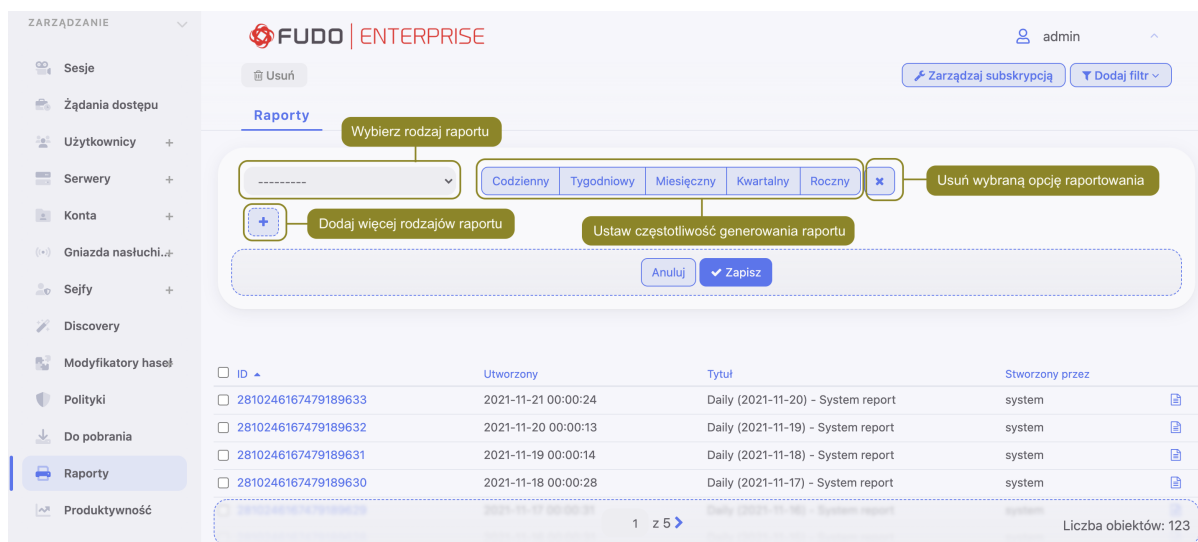 ZARZĄDZANIE
FUDO ENTERPRISE
admin
Sesje
Usuń
Zarządzaj subskrypcją
Dodaj filtr
Żądania dostępu
Raporty
Wybierz rodzaj raportu
Użytkownicy +
Serwery +
---------
Codzienny Tygodniowy Miesięczny Kwartalny Roczny
Usuń wybraną opcję raportowania
Konta +
+
Dodaj więcej rodzajów raportu
Ustaw częstotliwość generowania raportu
Gniazda nasłuchi..+
Anuluj Zapisz
Sejfy +
Discovery
Modyfikatory haseł
ID Utworzony Tytuł Stworzony przez
Polityki
2810246167479189633 2021-11-21 00:00:24 Daily (2021-11-20) - System report system
2810246167479189632 2021-11-20 00:00:13 Daily (2021-11-19) - System report system
Do pobrania
2810246167479189631 2021-11-19 00:00:14 Daily (2021-11-18) - System report system
Raporty
2810246167479189630 2021-11-18 00:00:28 Daily (2021-11-17) - System report system
Produktywność
1 z 5
Liczba obiektów: 123